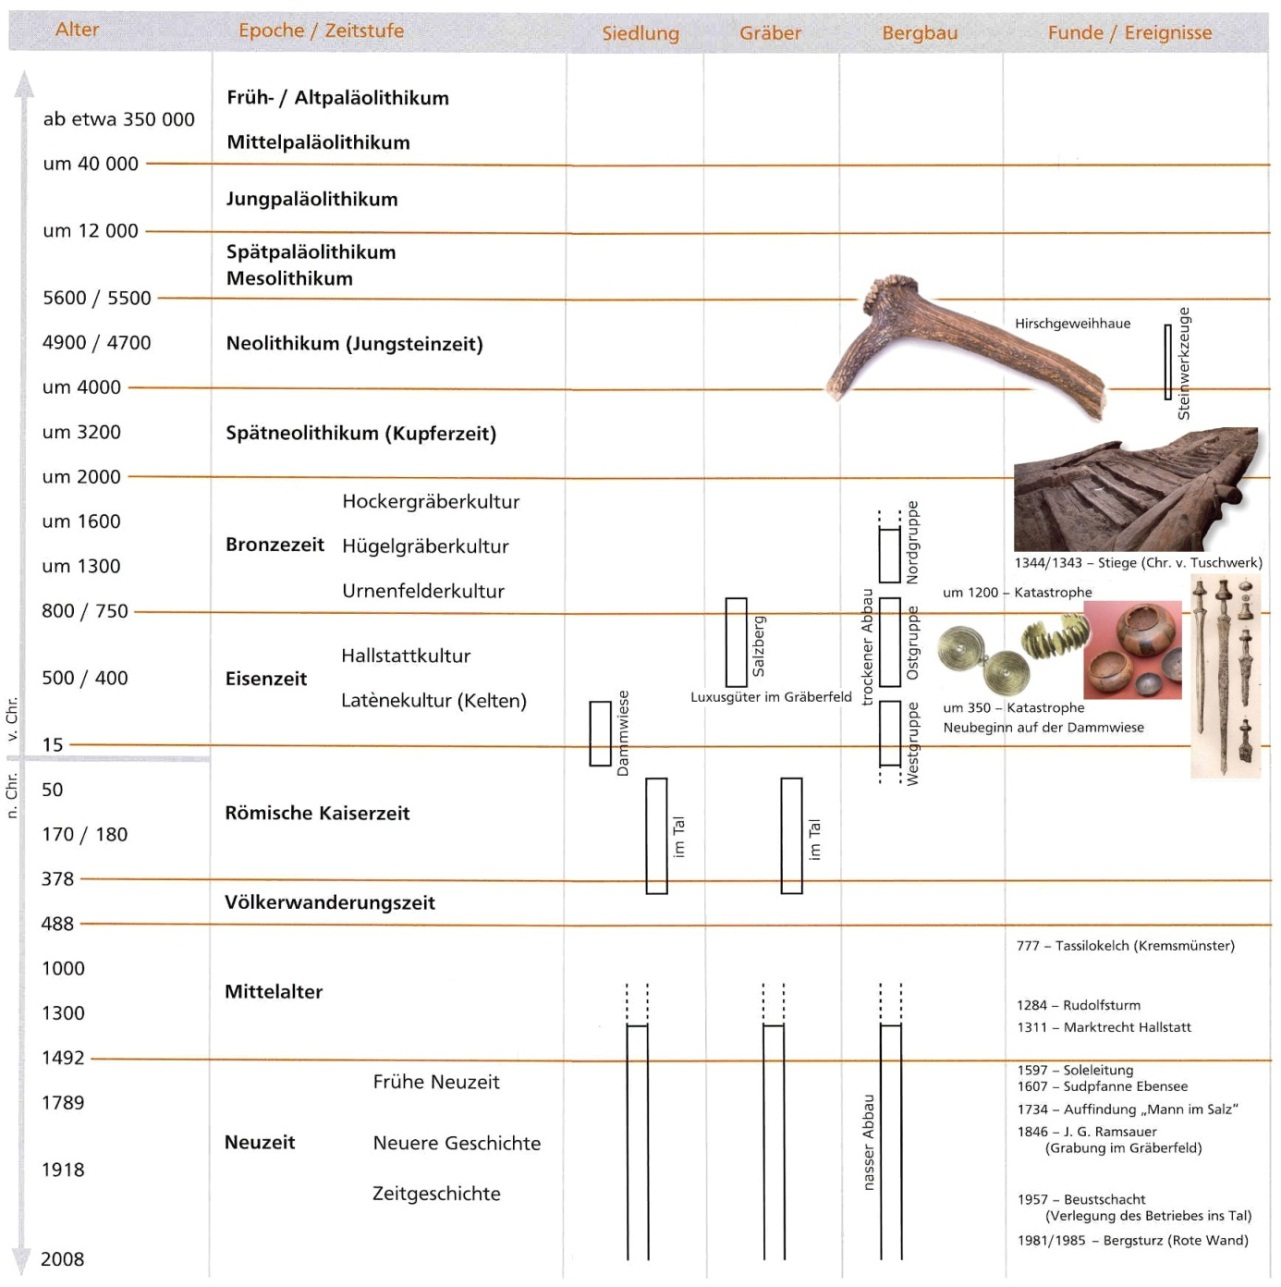 Alter Epoche / Zeitstufe Siedlung Gräber Bergbau Funde / Ereignisse
Früh- / Altpaläolithikum
ab etwa 350 000
Mittelpaläolithikum
um 40 000
Jungpaläolithikum
um 12 000
Spätpaläolithikum
Mesolithikum
5600 / 5500
Hirschgeweihhaue
Steinwerkzeuge
4900 / 4700 Neolithikum (Jungsteinzeit)
um 4000
um 3200 Spätneolithikum (Kupferzeit)
um 2000
Hockergräberkultur
um 1600
Nordgruppe
Bronzezeit Hügelgräberkultur
1344/1343 – Stiege (Chr. v. Tuschwerk)
um 1300
Urnenfelderkultur
um 1200 – Katastrophe
800 / 750
trockener Abbau
Ostgruppe
Salzberg
Hallstattkultur
500 / 400 Eisenzeit
Luxusgüter im Gräberfeld
Latènekultur (Kelten)
um 350 – Katastrophe
Neubeginn auf der Dammwiese
Dammwiese
Westgruppe
v. Chr.
15
n. Chr.
50
Römische Kaiserzeit
170 / 180
im Tal
im Tal
378
Völkerwanderungszeit
488
777 – Tassilokelch (Kremsmünster)
1000
Mittelalter
1284 – Rudolfsturm
1300
1311 – Marktrecht Hallstatt
1492
1597 – Soleleitung
Frühe Neuzeit
1607 – Sudpfanne Ebensee
1789
1734 – Auffindung „Mann im Salz“
nasser Abbau
1846 – J. G. Ramsauer
(Grabung im Gräberfeld)
Neuzeit Neuere Geschichte
1918
Zeitgeschichte
1957 – Beustschacht
(Verlegung des Betriebes ins Tal)
1981/1985 – Bergsturz (Rote Wand)
2008